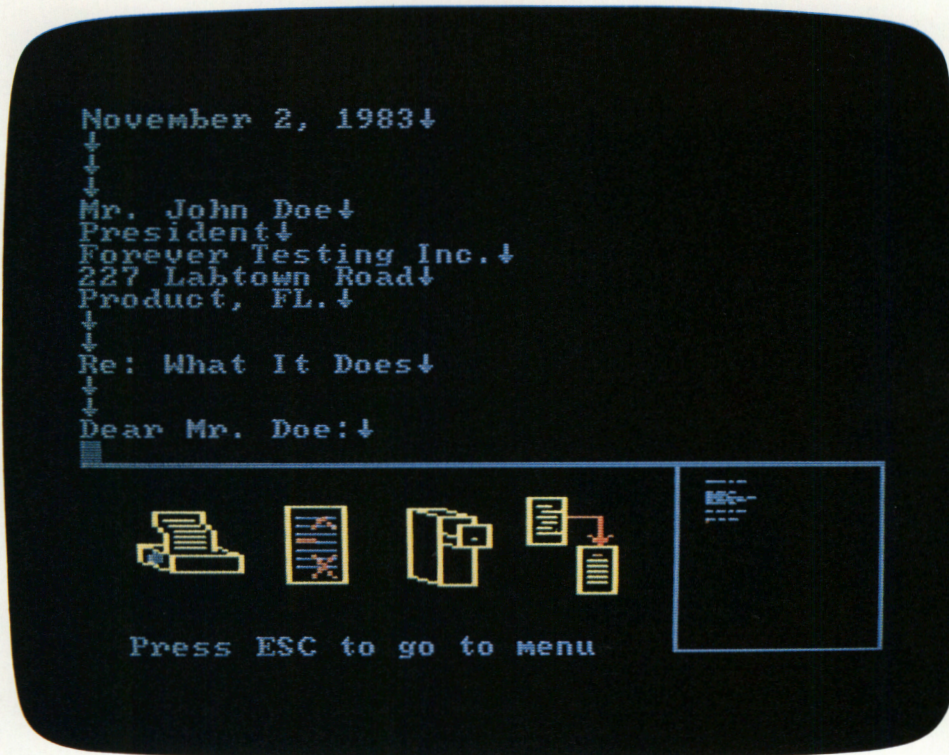 November 2, 1983↓
↓
↓
↓
Mr. John Doe↓
President↓
Forever Testing Inc.↓
227 Labtown Road↓
Product, FL.↓
↓
↓
Re: What It Does↓
↓
↓
Dear Mr. Doe:↓
Press ESC to go to menu